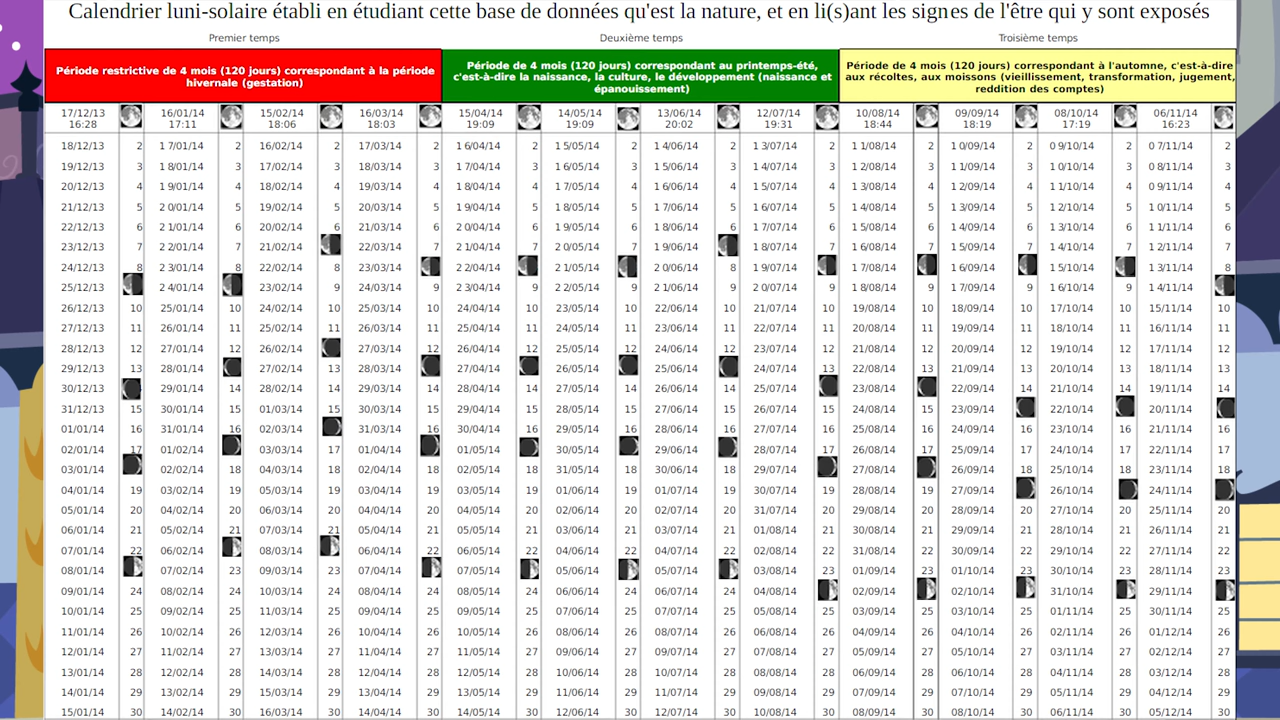 Calendrier luni-solaire établi en étudiant cette base de données qu'est la nature, et en li(s)ant les signes de l'être qui y sont exposés
Premier temps Deuxième temps Troisième temps
Période restrictive de 4 mois (120 jours) correspondant à la période
hivernale (gestation)
Période de 4 mois (120 jours) correspondant au printemps-été,
c'est-à-dire la naissance, la culture, le développement (naissance et
épanouissement)
Période de 4 mois (120 jours) correspondant à l'automne, c'est-à-dire
aux récoltes, aux moissons (vieillissement, transformation, jugement,
reddition des comptes)
17/12/13 16/01/14 15/02/14 16/03/14 15/04/14 14/05/14 13/06/14 12/07/14 10/08/14 09/09/14 08/10/14 06/11/14
16:28 17:11 18:06 18:03 19:09 19:09 20:02 19:31 18:44 18:19 17:19 16:23
18/12/13 2 1 7/01/14 2 16/02/14 2 17/03/14 2 1 6/04/14 2 1 5/05/14 2 1 4/06/14 2 1 3/07/14 2 1 1/08/14 2 1 0/09/14 2 0 9/10/14 2 0 7/11/14 2
19/12/13 3 1 8/01/14 3 17/02/14 3 18/03/14 3 1 7/04/14 3 1 6/05/14 3 1 5/06/14 3 1 4/07/14 3 1 2/08/14 3 1 1/09/14 3 1 0/10/14 3 0 8/11/14 3
20/12/13 4 1 9/01/14 4 18/02/14 4 19/03/14 4 1 8/04/14 4 1 7/05/14 4 1 6/06/14 4 1 5/07/14 4 1 3/08/14 4 1 2/09/14 4 1 1/10/14 4 0 9/11/14 4
21/12/13 5 2 0/01/14 5 19/02/14 5 20/03/14 5 1 9/04/14 5 1 8/05/14 5 1 7/06/14 5 1 6/07/14 5 1 4/08/14 5 1 3/09/14 5 1 2/10/14 5 1 0/11/14 5
22/12/13 6 2 1/01/14 6 20/02/14 6 21/03/14 6 2 0/04/14 6 1 9/05/14 6 1 8/06/14 6 1 7/07/14 6 1 5/08/14 6 1 4/09/14 6 1 3/10/14 6 1 1/11/14 6
23/12/13 7 2 2/01/14 7 21/02/14 22/03/14 7 2 1/04/14 7 2 0/05/14 7 1 9/06/14 1 8/07/14 7 1 6/08/14 7 1 5/09/14 7 1 4/10/14 7 1 2/11/14 7
24/12/13 8 2 3/01/14 8 22/02/14 8 23/03/14 2 2/04/14 2 1/05/14 2 0/06/14 8 1 9/07/14 1 7/08/14 1 6/09/14 1 5/10/14 1 3/11/14 8
25/12/13 2 4/01/14 23/02/14 9 24/03/14 9 2 3/04/14 9 2 2/05/14 9 2 1/06/14 9 2 0/07/14 9 1 8/08/14 9 1 7/09/14 9 1 6/10/14 9 1 4/11/14
26/12/13 10 25/01/14 10 24/02/14 10 25/03/14 10 24/04/14 10 23/05/14 10 22/06/14 10 21/07/14 10 19/08/14 10 18/09/14 10 17/10/14 10 15/11/14 10
27/12/13 11 26/01/14 11 25/02/14 11 26/03/14 11 25/04/14 11 24/05/14 11 23/06/14 11 22/07/14 11 20/08/14 11 19/09/14 11 18/10/14 11 16/11/14 11
28/12/13 12 27/01/14 12 26/02/14 27/03/14 12 26/04/14 12 25/05/14 12 24/06/14 12 23/07/14 12 21/08/14 12 20/09/14 12 19/10/14 12 17/11/14 12
29/12/13 13 28/01/14 27/02/14 13 28/03/14 27/04/14 26/05/14 25/06/14 24/07/14 13 22/08/14 13 21/09/14 13 20/10/14 13 18/11/14 13
30/12/13 29/01/14 14 28/02/14 14 29/03/14 14 28/04/14 14 27/05/14 14 26/06/14 14 25/07/14 23/08/14 22/09/14 14 21/10/14 14 19/11/14 14
31/12/13 15 30/01/14 15 01/03/14 15 30/03/14 15 29/04/14 15 28/05/14 15 27/06/14 15 26/07/14 15 24/08/14 15 23/09/14 22/10/14 20/11/14
01/01/14 16 31/01/14 16 02/03/14 31/03/14 16 30/04/14 16 29/05/14 16 28/06/14 16 27/07/14 16 25/08/14 16 24/09/14 16 23/10/14 16 21/11/14 16
02/01/14 17 01/02/14 03/03/14 17 01/04/14 01/05/14 30/05/14 29/06/14 28/07/14 17 26/08/14 17 25/09/14 17 24/10/14 17 22/11/14 17
03/01/14 02/02/14 18 04/03/14 18 02/04/14 18 02/05/14 18 31/05/14 18 30/06/14 18 29/07/14 27/08/14 26/09/14 18 25/10/14 18 23/11/14 18
04/01/14 19 03/02/14 19 05/03/14 19 03/04/14 19 03/05/14 19 01/06/14 19 01/07/14 19 30/07/14 19 28/08/14 19 27/09/14 26/10/14 24/11/14
05/01/14 20 04/02/14 20 06/03/14 20 04/04/14 20 04/05/14 20 02/06/14 20 02/07/14 20 31/07/14 20 29/08/14 20 28/09/14 20 27/10/14 20 25/11/14 20
06/01/14 21 05/02/14 21 07/03/14 21 05/04/14 21 05/05/14 21 03/06/14 21 03/07/14 21 01/08/14 21 30/08/14 21 29/09/14 21 28/10/14 21 26/11/14 21
07/01/14 22 06/02/14 08/03/14 06/04/14 22 06/05/14 22 04/06/14 22 04/07/14 22 02/08/14 22 31/08/14 22 30/09/14 22 29/10/14 22 27/11/14 22
08/01/14 07/02/14 23 09/03/14 23 07/04/14 07/05/14 05/06/14 05/07/14 03/08/14 23 01/09/14 23 01/10/14 23 30/10/14 23 28/11/14 23
09/01/14 24 08/02/14 24 10/03/14 24 08/04/14 24 08/05/14 24 06/06/14 24 06/07/14 24 04/08/14 02/09/14 02/10/14 31/10/14 29/11/14
10/01/14 25 09/02/14 25 11/03/14 25 09/04/14 25 09/05/14 25 07/06/14 25 07/07/14 25 05/08/14 25 03/09/14 25 03/10/14 25 01/11/14 25 30/11/14 25
11/01/14 26 10/02/14 26 12/03/14 26 10/04/14 26 10/05/14 26 08/06/14 26 08/07/14 26 06/08/14 26 04/09/14 26 04/10/14 26 02/11/14 26 01/12/14 26
12/01/14 27 11/02/14 27 13/03/14 27 11/04/14 27 11/05/14 27 09/06/14 27 09/07/14 27 07/08/14 27 05/09/14 27 05/10/14 27 03/11/14 27 02/12/14 27
13/01/14 28 12/02/14 28 14/03/14 28 12/04/14 28 12/05/14 28 10/06/14 28 10/07/14 28 08/08/14 28 06/09/14 28 06/10/14 28 04/11/14 28 03/12/14 28
14/01/14 29 13/02/14 29 15/03/14 29 13/04/14 29 13/05/14 29 11/06/14 29 11/07/14 29 09/08/14 29 07/09/14 29 07/10/14 29 05/11/14 29 04/12/14 29
15/01/14 30 14/02/14 30 16/03/14 30 14/04/14 30 14/05/14 30 12/06/14 30 12/07/14 30 10/08/14 30 08/09/14 30 08/10/14 30 06/11/14 30 05/12/14 30